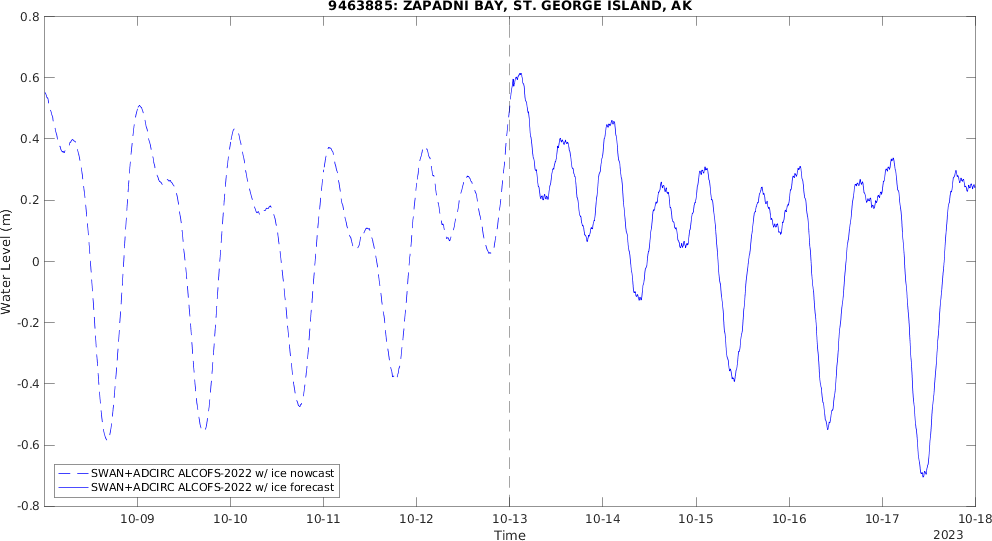 9463885: ZAPADNI BAY, ST. GEORGE ISLAND, AK
0.8
0.6
0.4
0.2
0
-0.2
-0.4
-0.6
-0.8
Water Level (m)
SWAN+ADCIRC ALCOFS-2022 w/ ice nowcast
SWAN+ADCIRC ALCOFS-2022 w/ ice forecast
10-09 10-10 10-11 10-12 10-13 10-14 10-15 10-16 10-17 10-18
Time
2023